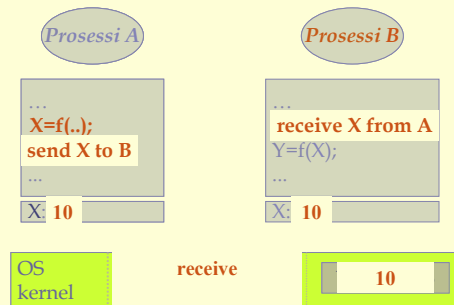 Prosessi A)
Prosessi B
…
X=f(..);
send X to B
...
X: 10
…
receive X from A
Y=f(X);
...
X: 10
OS
kernel
receive
10